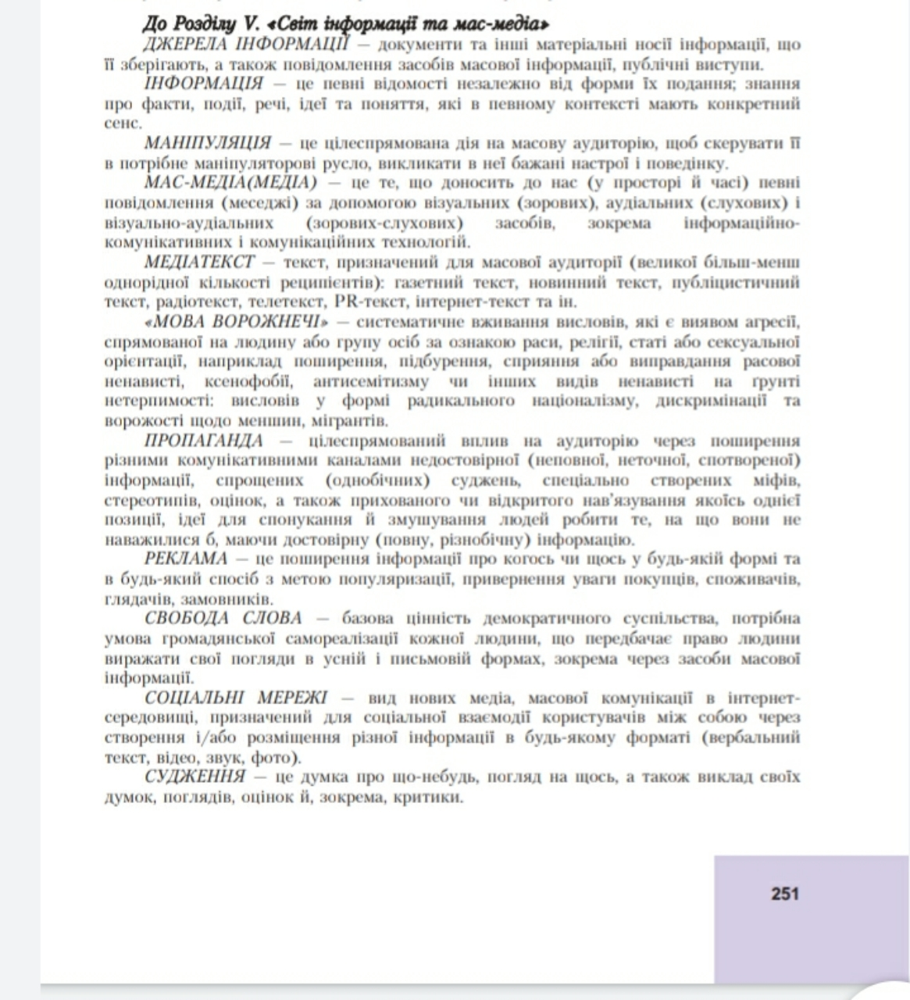 До Розділу V. «Світ інформації та мас-медіа»
ДЖЕРЕЛА ІНФОРМАЦІЇ — документи та інші матеріальні носії інформації, що
її зберігають, а також повідомлення засобів масової інформації, публічні виступи.
ІНФОРМАЦІЯ — це певні відомості незалежно від форми їх подання; знання
про факти, події, речі, ідеї та поняття, які в певному контексті мають конкретний
сенс.
МАНІПУЛЯЦІЯ — це цілеспрямована дія на масову аудиторію, щоб скерувати її
в потрібне маніпуляторові русло, викликати в неї бажані настрої і поведінку.
МАС-МЕДІА(МЕДІА) — це те, що доносить до нас (у просторі й часі) певні
повідомлення (меседжі) за допомогою візуальних (зорових), аудіальних (слухових) і
візуально-аудіальних (зорових-слухових) засобів, зокрема інформаційно-
комунікативних і комунікаційних технологій.
МЕДІАТЕКСТ — текст, призначений для масової аудиторії (великої більш-менш
однорідної кількості реципієнтів): газетний текст, новинний текст, публіцистичний
текст, радіотекст, телетекст, PR-текст, інтернет-текст та ін.
«МОВА ВОРОЖНЕЧІ» — систематичне вживання висловів, які є виявом агресії,
спрямованої на людину або групу осіб за ознакою раси, релігії, статі або сексуальної
орієнтації, наприклад поширення, підбурення, сприяння або виправдання расової
ненависті, ксенофобії, антисемітизму чи інших видів ненависті на ґрунті
нетерпимості: висловів у формі радикального націоналізму, дискримінації та
ворожості щодо меншин, мігрантів.
ПРОПАГАНДА — цілеспрямований вплив на аудиторію через поширення
різними комунікативними каналами недостовірної (неповної, неточної, спотвореної)
інформації, спрощених (однобічних) суджень, спеціально створених міфів,
стереотипів, оцінок, а також прихованого чи відкритого нав’язування якоїсь однієї
позиції, ідеї для спонукання й змушування людей робити те, на що вони не
наважилися б, маючи достовірну (повну, різнобічну) інформацію.
РЕКЛАМА — це поширення інформації про когось чи щось у будь-якій формі та
в будь-який спосіб з метою популяризації, привернення уваги покупців, споживачів,
глядачів, замовників.
СВОБОДА СЛОВА — базова цінність демократичного суспільства, потрібна
умова громадянської самореалізації кожної людини, що передбачає право людини
виражати свої погляди в усній і письмовій формах, зокрема через засоби масової
інформації.
СОЦІАЛЬНІ МЕРЕЖІ — вид нових медіа, масової комунікації в інтернет-
середовищі, призначений для соціальної взаємодії користувачів між собою через
створення і/або розміщення різної інформації в будь-якому форматі (вербальний
текст, відео, звук, фото).
СУДЖЕННЯ — це думка про що-небудь, погляд на щось, а також виклад своїх
думок, поглядів, оцінок й, зокрема, критики.
251